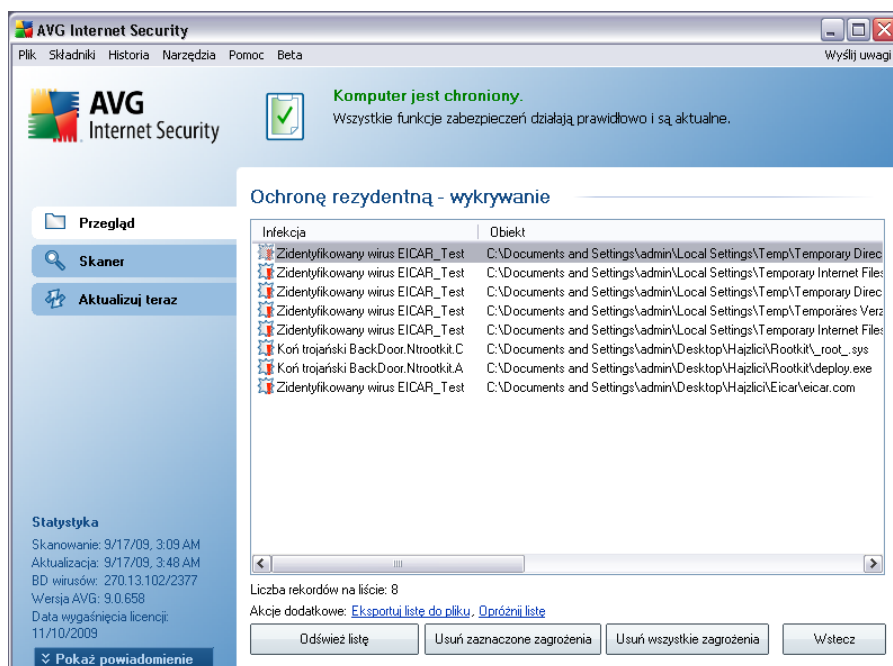 AVG Internet Security
Plik Składniki Historia Narzędzia Pomoc Beta Wyślij uwagi
AVG
Internet Security
Komputer jest chroniony.
Wszystkie funkcje zabezpieczeń działają prawidłowo i są aktualne.
Przegląd
Skaner
Aktualizuj teraz
Ochronę rezydentną - wykrywanie
Infekcja Obiekt
Zidentyfikowany wirus EICAR_Test C:\Documents and Settings\admin\Local Settings\Temp\Temporary Direc
Zidentyfikowany wirus EICAR_Test C:\Documents and Settings\admin\Local Settings\Temporary Internet Files
Zidentyfikowany wirus EICAR_Test C:\Documents and Settings\admin\Local Settings\Temp\Temporary Direc
Zidentyfikowany wirus EICAR_Test C:\Documents and Settings\admin\Local Settings\Temp\Temporäres Verz
Zidentyfikowany wirus EICAR_Test C:\Documents and Settings\admin\Local Settings\Temporary Internet Files
Koń trojański BackDoor.Ntrootkit.C C:\Documents and Settings\admin\Desktop\Hajzlici\Rootkit\_root_.sys
Koń trojański BackDoor.Ntrootkit.A C:\Documents and Settings\admin\Desktop\Hajzlici\Rootkit\deploy.exe
Zidentyfikowany wirus EICAR_Test C:\Documents and Settings\admin\Desktop\Hajzlici\Eicar\eicar.com
Liczba rekordów na liście: 8
Akcje dodatkowe: Eksportuj listę do pliku, Opróżnij listę
Odśwież listę Usuń zaznaczone zagrożenia Usuń wszystkie zagrożenia Wstecz
Statystyka
Skanowanie: 9/17/09, 3:09 AM
Aktualizacja: 9/17/09, 3:48 AM
BD wirusów: 270.13.102/2377
Wersja AVG: 9.0.658
Data wygaśnięcia licencji:
11/10/2009
Pokaż powiadomienie